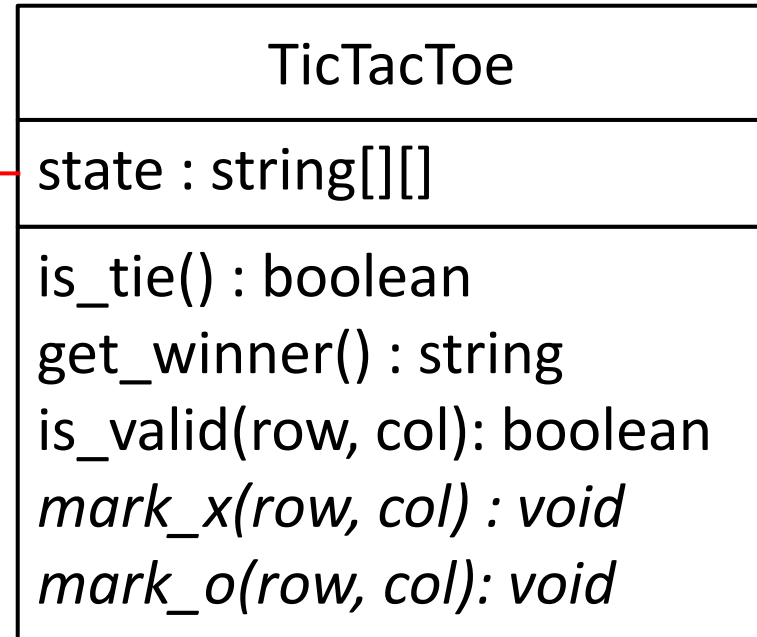 TicTacToe
state : string[][]
is_tie() : boolean
get_winner() : string
is_valid(row, col): boolean
mark_x(row, col) : void
mark_o(row, col): void